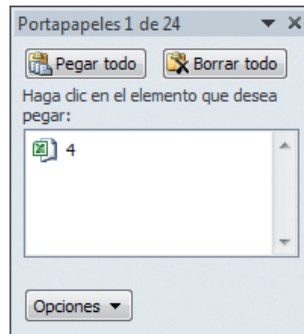 Portapapeles 1 de 24
Pegar todo Borrar todo
Haga clic en el elemento que desea
pegar:
4
Opciones